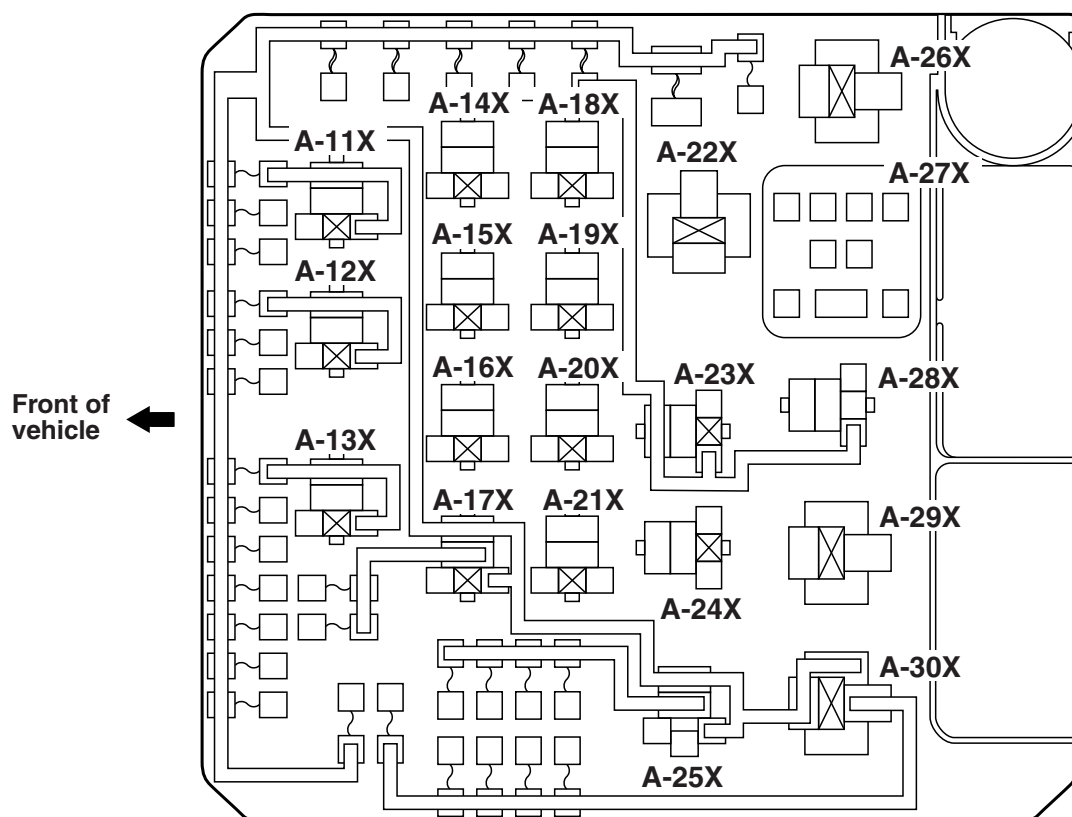 A-26X
A-14X
A-18X
A-11X
A-22X
A-27X
A-15X
A-19X
A-12X
A-16X
A-20X
A-23X
A-28X
Front of
vehicle
A-13X
A-17X
A-21X
A-29X
A-24X
A-30X
A-25X